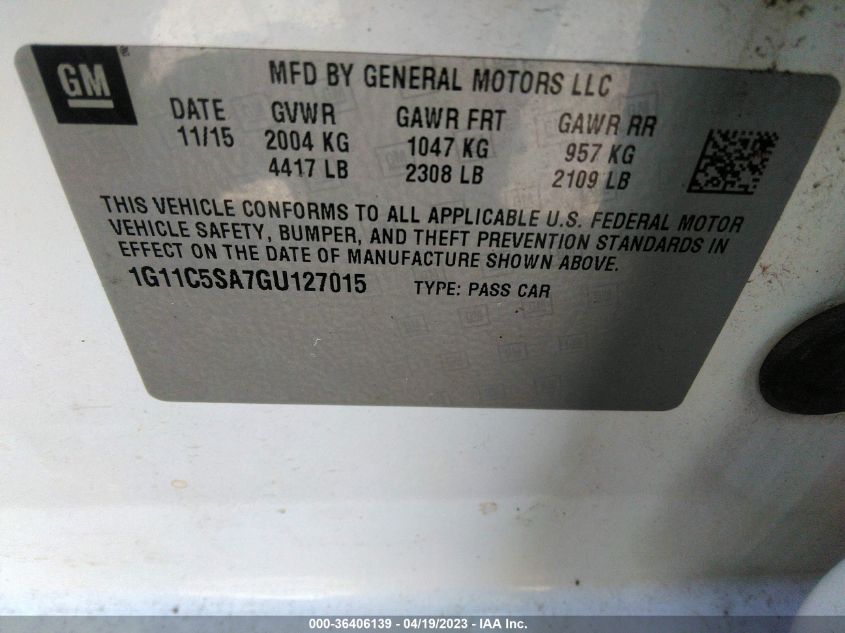 GM
MFD BY GENERAL MOTORS LLC
DATE GVWR GAWR FRT GAWR RR
11/15 2004 KG 1047 KG 957 KG
4417 LB 2308 LB 2109 LB
THIS VEHICLE CONFORMS TO ALL APPLICABLE U.S. FEDERAL MOTOR
VEHICLE SAFETY, BUMPER, AND THEFT PREVENTION STANDARDS IN
EFFECT ON THE DATE OF MANUFACTURE SHOWN ABOVE.
1G11C5SA7GU127015 TYPE: PASS CAR
000-36406139 - 04/19/2023 - IAA Inc.